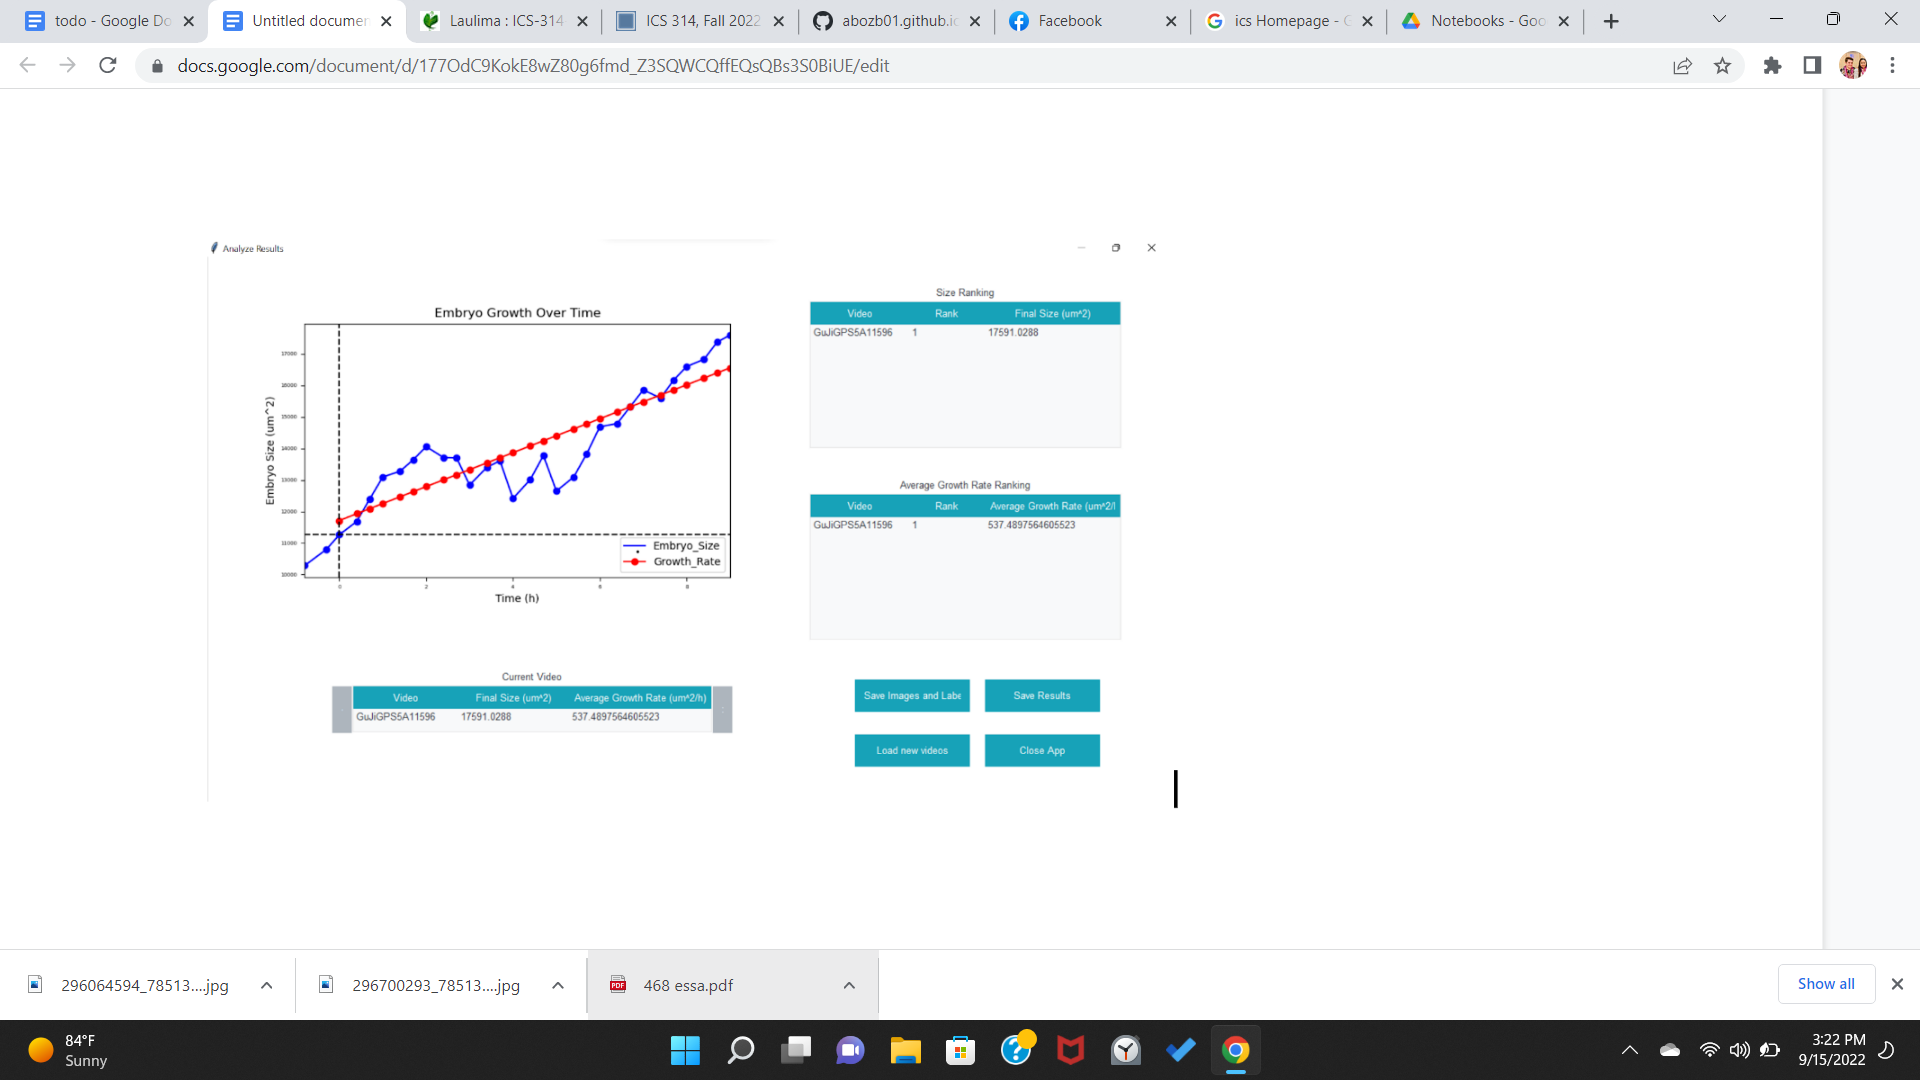 todo - Google Do
Untitled documen
Laulima : ICS-314
ICS 314, Fall 2022
abozb01.github.io
Facebook
ics Homepage - G
Notebooks - Goo
docs.google.com/document/d/177OdC9KokE8wZ80g6fmd_Z3SQWCQffEQsQBs3S0BiUE/edit
Analyze Results
Embryo Growth Over Time
17000
16000
15000
14000
13000
12000
11000
10000
Embryo Size (um^2)
0 2 4 6 8
Time (h)
Embryo_Size
Growth_Rate
Size Ranking
Video Rank Final Size (um^2)
GuJiGPS5A11596 1 17591.0288
Average Growth Rate Ranking
Video Rank Average Growth Rate (um^2/l
GuJiGPS5A11596 1 537.4897564605523
Current Video
Video Final Size (um^2) Average Growth Rate (um^2/h)
GuJiGPS5A11596 17591.0288 537.4897564605523
Save Images and Labe
Save Results
Load new videos
Close App
296064594_78513....jpg
296700293_78513....jpg
PDF
468 essa.pdf
Show all
84°F
Sunny
3:22 PM
9/15/2022